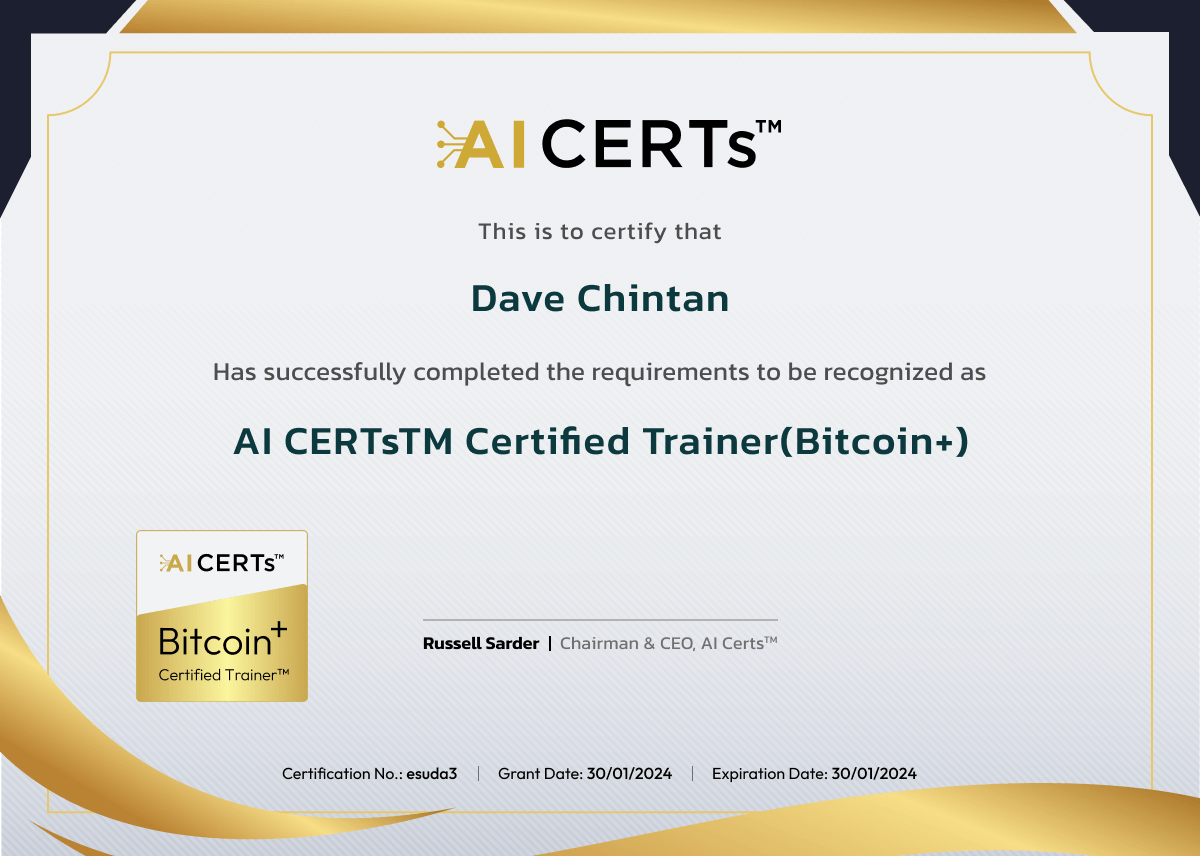 AI CERTs™
This is to certify that
Dave Chintan
Has successfully completed the requirements to be recognized as
AI CERTsTM Certified Trainer(Bitcoin+)
AI CERTs™
Bitcoin+
Certified Trainer™
Russell Sarder | Chairman & CEO, AI Certs™
Certification No.: esuda3 | Grant Date: 30/01/2024 | Expiration Date: 30/01/2024